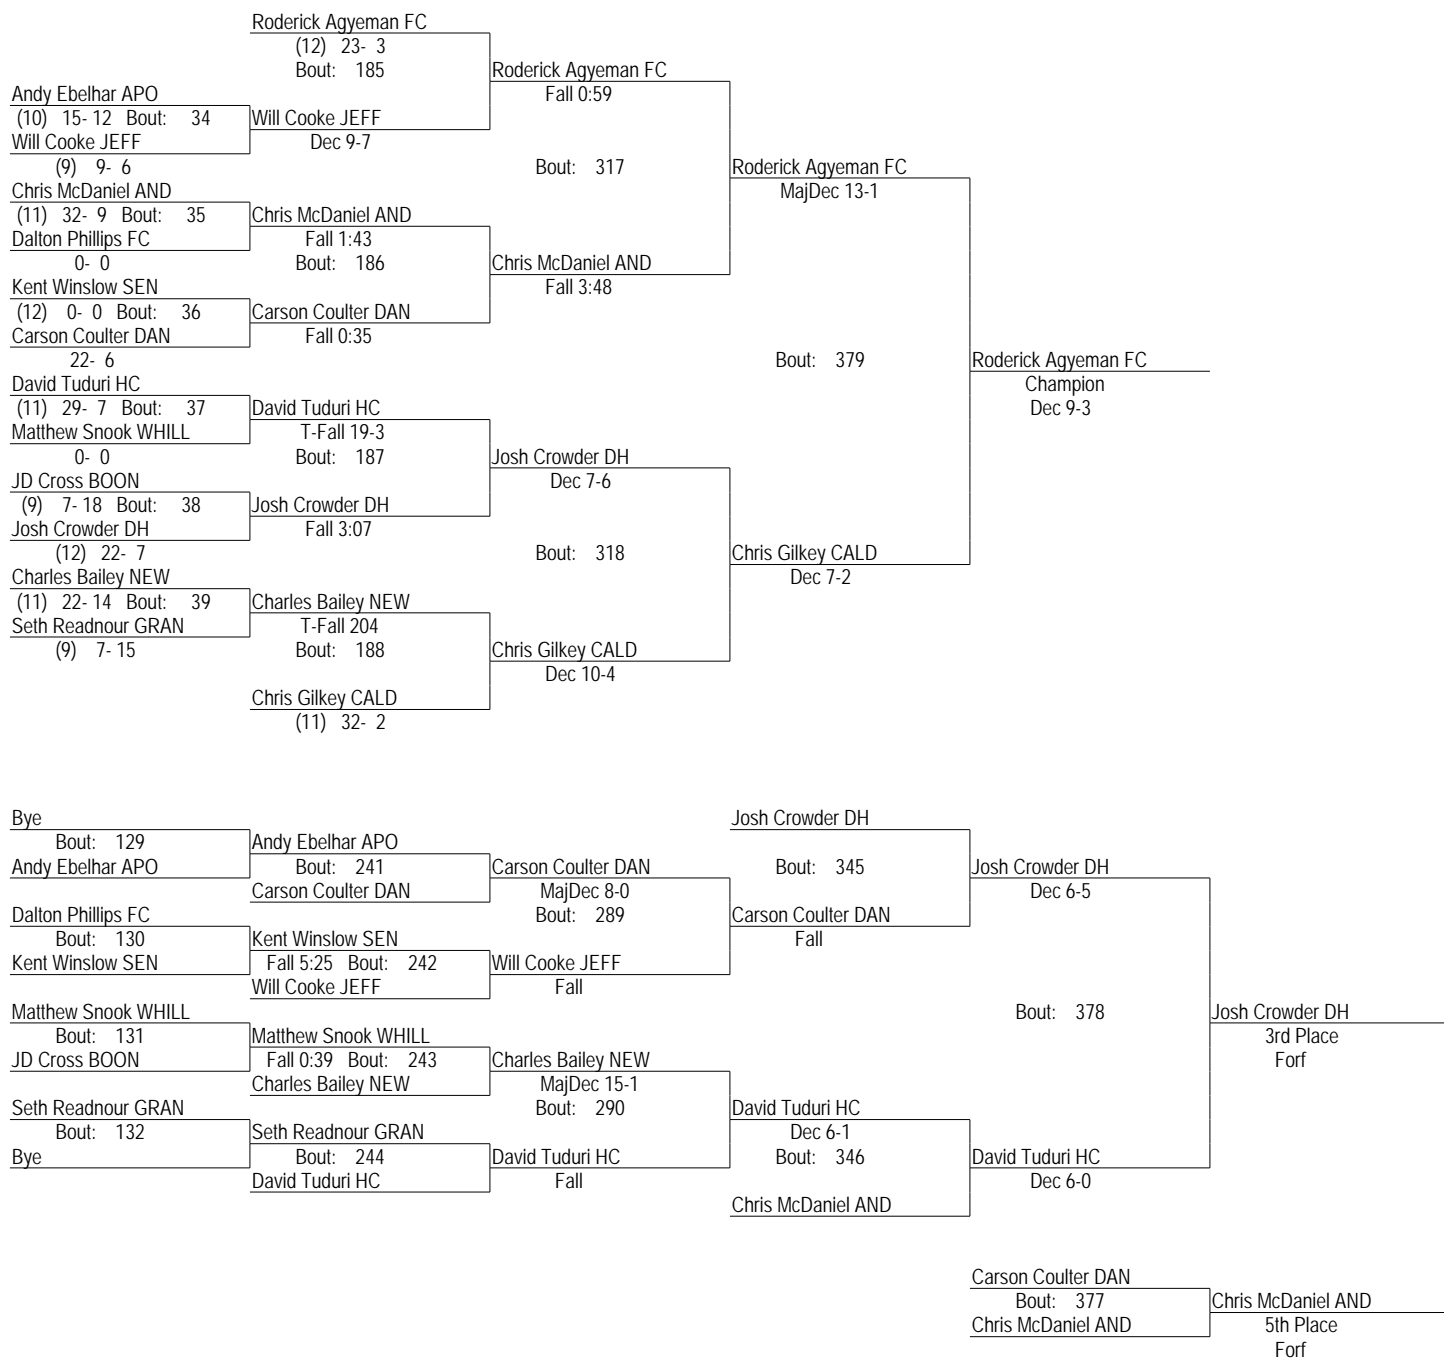 Roderick Agyeman FC
(12) 23- 3
Bout: 185
Roderick Agyeman FC
Andy Ebelhar APO
Fall 0:59
(10) 15- 12 Bout: 34
Will Cooke JEFF
Will Cooke JEFF
Dec 9-7
(9) 9- 6
Bout: 317
Roderick Agyeman FC
Chris McDaniel AND
MajDec 13-1
(11) 32- 9 Bout: 35
Chris McDaniel AND
Dalton Phillips FC
Fall 1:43
0- 0
Bout: 186
Chris McDaniel AND
Kent Winslow SEN
Fall 3:48
(12) 0- 0 Bout: 36
Carson Coulter DAN
Carson Coulter DAN
Fall 0:35
22- 6
Bout: 379
Roderick Agyeman FC
David Tuduri HC
Champion
(11) 29- 7 Bout: 37
David Tuduri HC
Dec 9-3
Matthew Snook WHILL
T-Fall 19-3
0- 0
Bout: 187
Josh Crowder DH
JD Cross BOON
Dec 7-6
(9) 7- 18 Bout: 38
Josh Crowder DH
Josh Crowder DH
Fall 3:07
(12) 22- 7
Bout: 318
Chris Gilkey CALD
Charles Bailey NEW
Dec 7-2
(11) 22- 14 Bout: 39
Charles Bailey NEW
Seth Readnour GRAN
T-Fall 204
(9) 7- 15
Bout: 188
Chris Gilkey CALD
Dec 10-4
Chris Gilkey CALD
(11) 32- 2
Bye
Josh Crowder DH
Bout: 129
Andy Ebelhar APO
Andy Ebelhar APO
Bout: 241
Carson Coulter DAN
Bout: 345
Josh Crowder DH
Carson Coulter DAN
MajDec 8-0
Dec 6-5
Dalton Phillips FC
Bout: 289
Carson Coulter DAN
Bout: 130
Kent Winslow SEN
Fall
Kent Winslow SEN
Fall 5:25 Bout: 242
Will Cooke JEFF
Will Cooke JEFF
Fall
Matthew Snook WHILL
Bout: 378
Josh Crowder DH
Bout: 131
Matthew Snook WHILL
3rd Place
JD Cross BOON
Fall 0:39 Bout: 243
Charles Bailey NEW
Forf
Charles Bailey NEW
MajDec 15-1
Seth Readnour GRAN
Bout: 290
David Tuduri HC
Bout: 132
Seth Readnour GRAN
Dec 6-1
Bye
Bout: 244
David Tuduri HC
Bout: 346
David Tuduri HC
David Tuduri HC
Fall
Dec 6-0
Chris McDaniel AND
Carson Coulter DAN
Bout: 377
Chris McDaniel AND
Chris McDaniel AND
5th Place
Forf